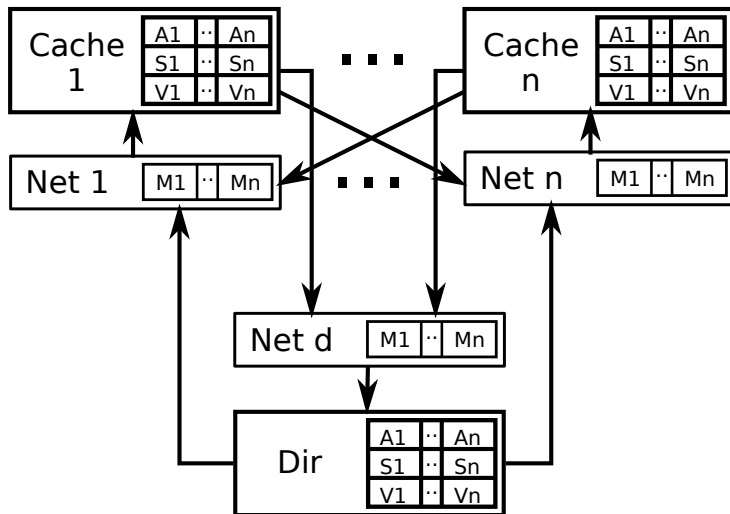 Cache 1
A1 ·· An
S1 ·· Sn
V1 ·· Vn
Cache n
A1 ·· An
S1 ·· Sn
V1 ·· Vn
Net 1
M1 ·· Mn
Net n
M1 ·· Mn
Net d
M1 ·· Mn
Dir
A1 ·· An
S1 ·· Sn
V1 ·· Vn